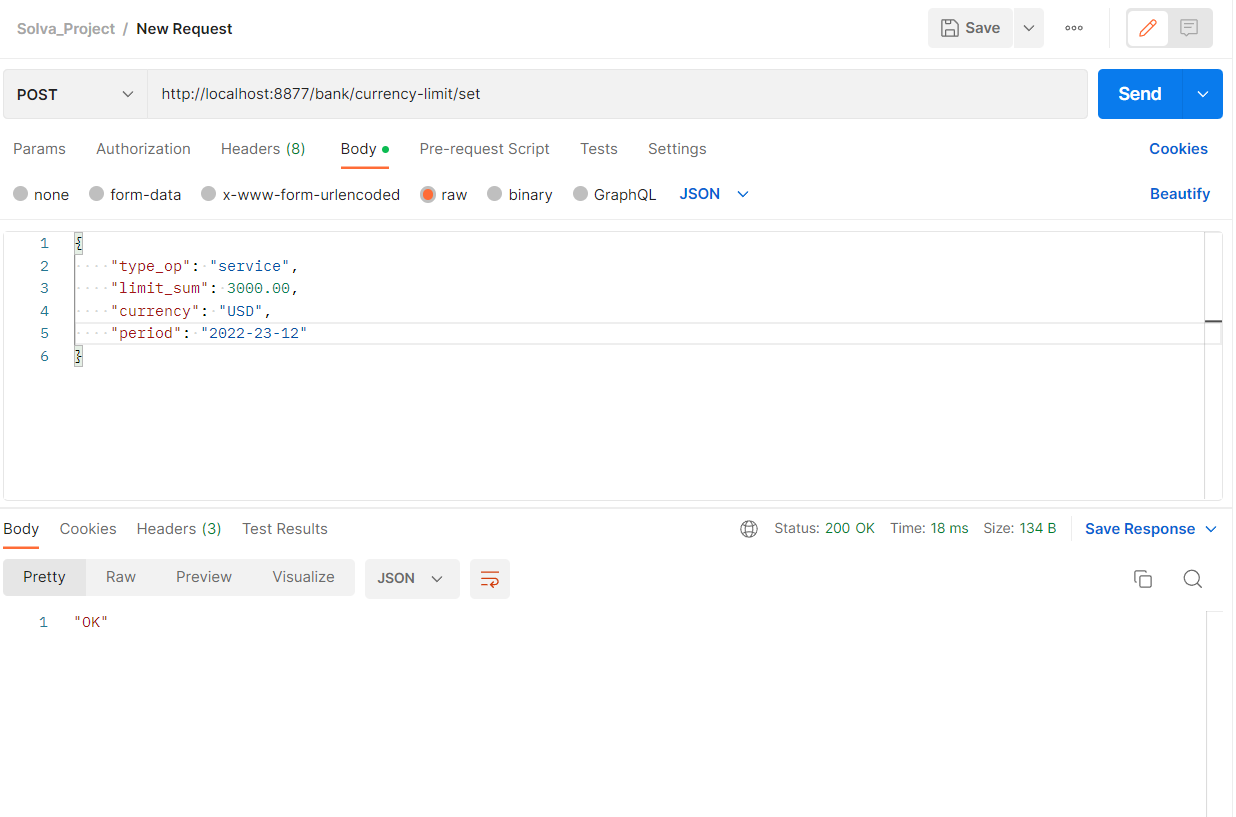 Solva_Project / New Request Save
POST http://localhost:8877/bank/currency-limit/set Send
Params Authorization Headers (8) Body Pre-request Script Tests Settings Cookies
none form-data x-www-form-urlencoded raw binary GraphQL JSON Beautify
1 {
2 "type_op": "service",
3 "limit_sum": 3000.00,
4 "currency": "USD",
5 "period": "2022-23-12"
6 }
Body Cookies Headers (3) Test Results Status: 200 OK Time: 18 ms Size: 134 B Save Response
Pretty Raw Preview Visualize JSON
1 "OK"